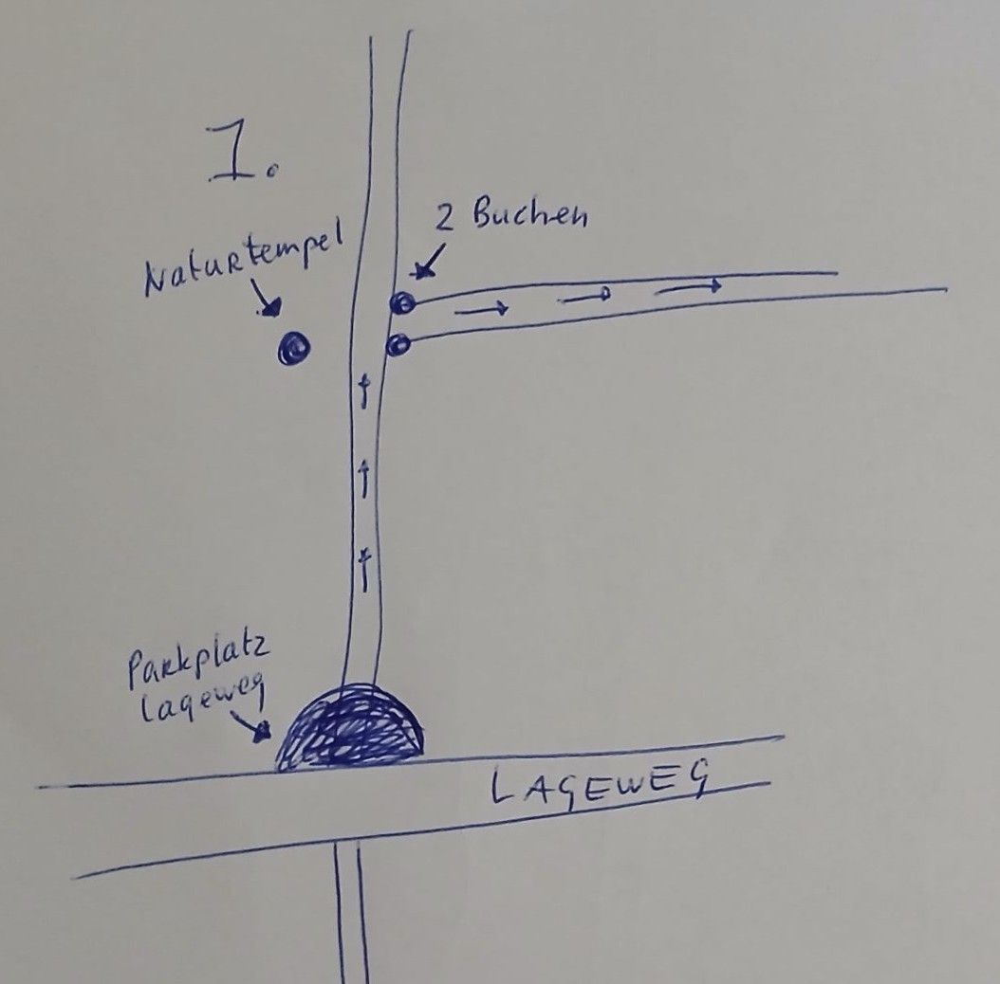 1.
2 Buchen
Naturtempel
Parkplatz
Lageweg
LAGEWEG